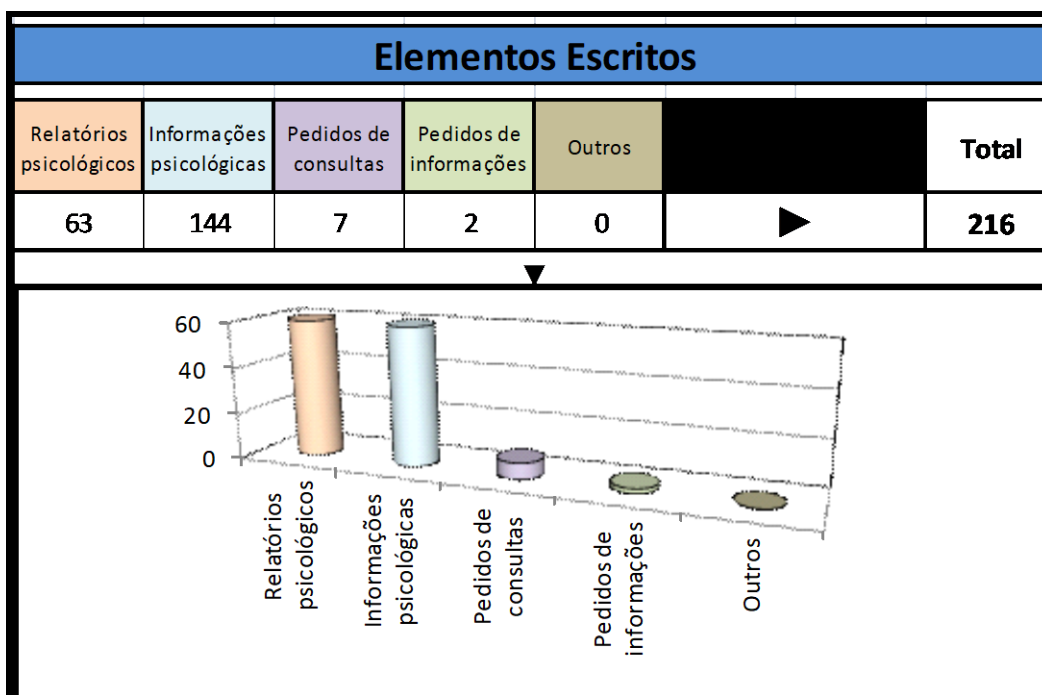 Elementos Escritos
Relatórios
psicológicos
Informações
psicológicas
Pedidos de
consultas
Pedidos de
informações
Outros
Total
63
144
7
2
0
216
60
40
20
0
Relatórios
psicológicos
Informações
psicológicas
Pedidos de
consultas
Pedidos de
informações
Outros